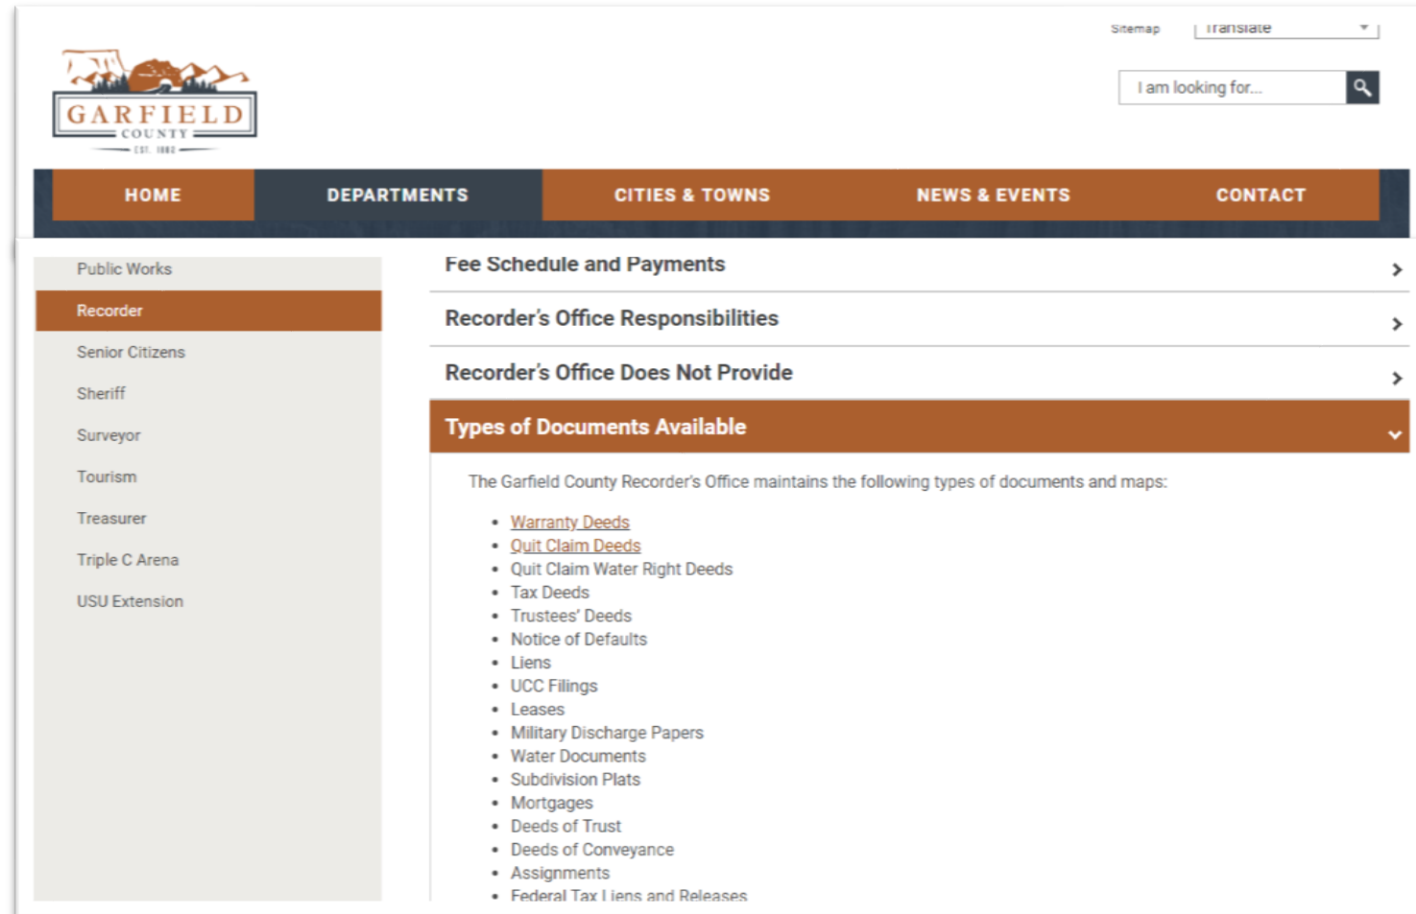 Sitemap
Translate
I am looking for...
GARFIELD
COUNTY
EST. 1882
HOME
DEPARTMENTS
CITIES & TOWNS
NEWS & EVENTS
CONTACT
Public Works
Recorder
Senior Citizens
Sheriff
Surveyor
Tourism
Treasurer
Triple C Arena
USU Extension
Fee Schedule and Payments
Recorder's Office Responsibilities
Recorder's Office Does Not Provide
Types of Documents Available
The Garfield County Recorder's Office maintains the following types of documents and maps:
• Warranty Deeds
• Quit Claim Deeds
• Quit Claim Water Right Deeds
• Tax Deeds
• Trustees' Deeds
• Notice of Defaults
• Liens
• UCC Filings
• Leases
• Military Discharge Papers
• Water Documents
• Subdivision Plats
• Mortgages
• Deeds of Trust
• Deeds of Conveyance
• Assignments
• Federal Tax Liens and Releases